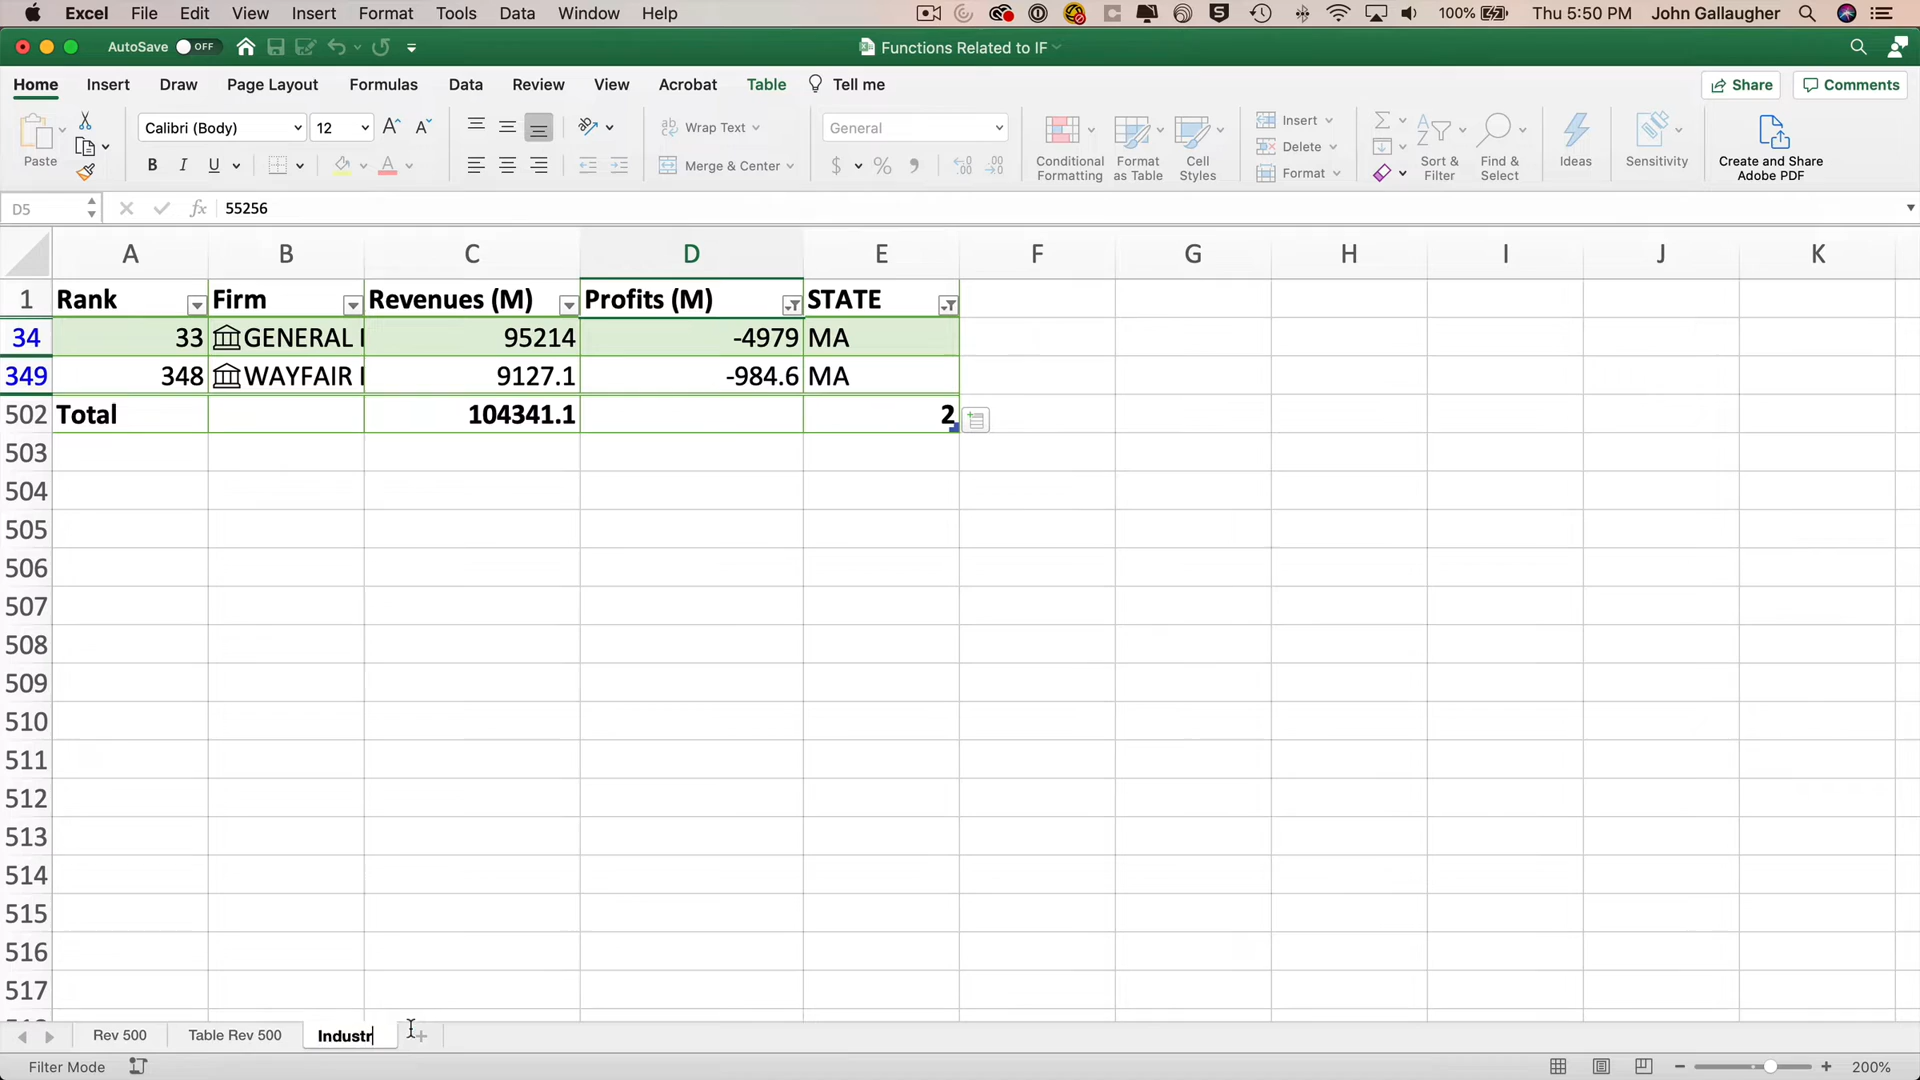 Excel File Edit View Insert Format Tools Data Window Help 100% Thu 5:50 PM John Gallaugher
AutoSave OFF Functions Related to IF
Home Insert Draw Page Layout Formulas Data Review View Acrobat Table Tell me Share Comments
Paste Calibri (Body) 12 Wrap Text General Insert
B I U Merge & Center $ % Conditional Formatting Format as Table Cell Styles Delete Format Sort & Filter Find & Select Ideas Sensitivity Create and Share Adobe PDF
D5 fx 55256
A B C D E F G H I J K
1 Rank Firm Revenues (M) Profits (M) STATE
34 33 GENERAL 95214 -4979 MA
349 348 WAYFAIR 9127.1 -984.6 MA
502 Total 104341.1 2
503
504
505
506
507
508
509
510
511
512
513
514
515
516
517
Rev 500 Table Rev 500 Industr
Filter Mode 200%